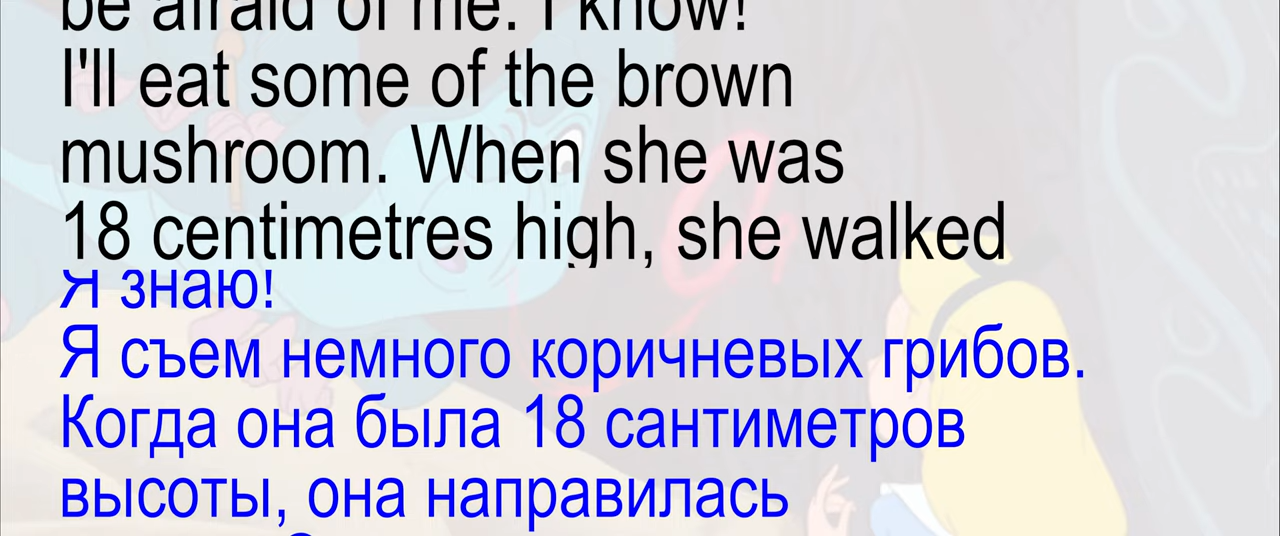 be afraid of me. I know!
I'll eat some of the brown
mushroom. When she was
18 centimetres high, she walked
Я знаю!
Я съем немного коричневых грибов.
Когда она была 18 сантиметров
высоты, она направилась